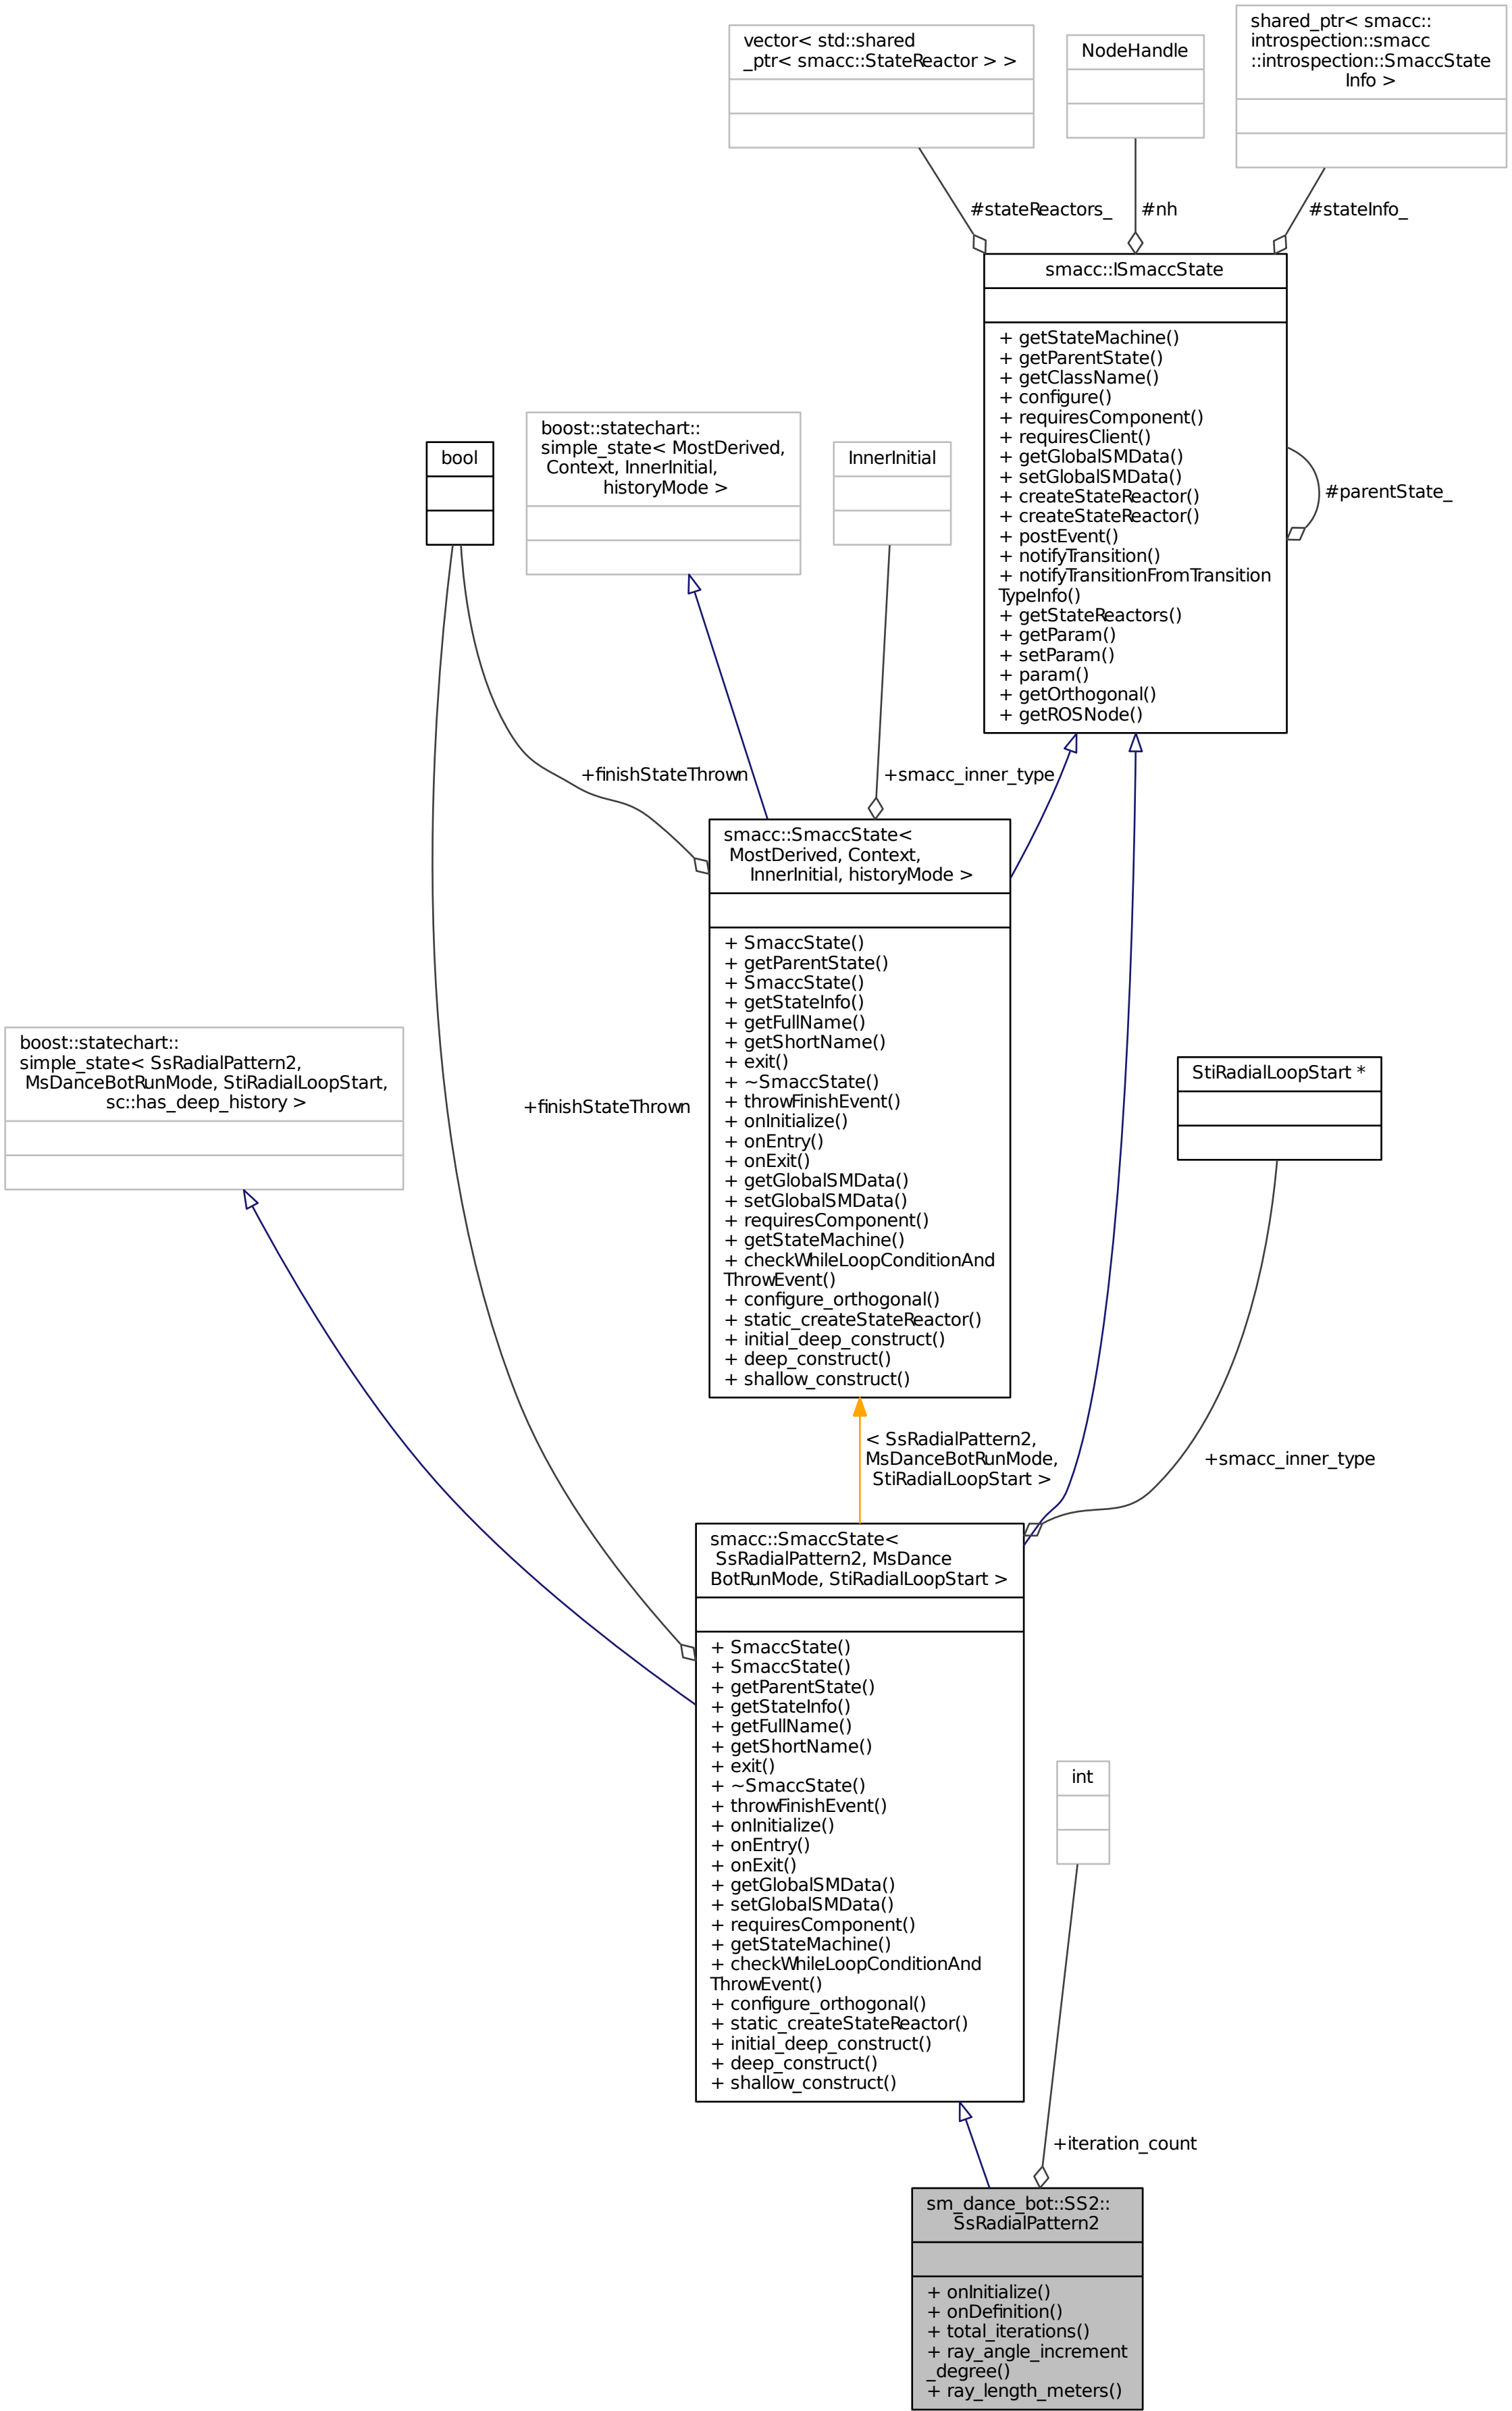 vector< std::shared
_ptr< smacc::StateReactor > >
NodeHandle
shared_ptr< smacc::
introspection::smacc
::introspection::SmaccState
Info >
#stateReactors_
#nh
#stateInfo_
smacc::ISmaccState
+ getStateMachine()
+ getParentState()
+ getClassName()
+ configure()
+ requiresComponent()
+ requiresClient()
+ getGlobalSMData()
+ setGlobalSMData()
+ createStateReactor()
+ createStateReactor()
+ postEvent()
+ notifyTransition()
+ notifyTransitionFromTransition
TypeInfo()
+ getStateReactors()
+ getParam()
+ setParam()
+ param()
+ getOrthogonal()
+ getROSNode()
#parentState_
bool
boost::statechart::
simple_state< MostDerived,
Context, InnerInitial,
historyMode >
InnerInitial
+finishStateThrown
+smacc_inner_type
smacc::SmaccState<
MostDerived, Context,
InnerInitial, historyMode >
+ SmaccState()
+ getParentState()
+ SmaccState()
+ getStateInfo()
+ getFullName()
+ getShortName()
+ exit()
+ ~SmaccState()
+ throwFinishEvent()
+ onInitialize()
+ onEntry()
+ onExit()
+ getGlobalSMData()
+ setGlobalSMData()
+ requiresComponent()
+ getStateMachine()
+ checkWhileLoopConditionAnd
ThrowEvent()
+ configure_orthogonal()
+ static_createStateReactor()
+ initial_deep_construct()
+ deep_construct()
+ shallow_construct()
boost::statechart::
simple_state< SsRadialPattern2,
MsDanceBotRunMode, StiRadialLoopStart,
sc::has_deep_history >
+finishStateThrown
StiRadialLoopStart *
< SsRadialPattern2,
MsDanceBotRunMode,
StiRadialLoopStart >
+smacc_inner_type
smacc::SmaccState<
SsRadialPattern2, MsDance
BotRunMode, StiRadialLoopStart >
+ SmaccState()
+ SmaccState()
+ getParentState()
+ getStateInfo()
+ getFullName()
+ getShortName()
+ exit()
+ ~SmaccState()
+ throwFinishEvent()
+ onInitialize()
+ onEntry()
+ onExit()
+ getGlobalSMData()
+ setGlobalSMData()
+ requiresComponent()
+ getStateMachine()
+ checkWhileLoopConditionAnd
ThrowEvent()
+ configure_orthogonal()
+ static_createStateReactor()
+ initial_deep_construct()
+ deep_construct()
+ shallow_construct()
int
+iteration_count
sm_dance_bot::SS2::
SsRadialPattern2
+ onInitialize()
+ onDefinition()
+ total_iterations()
+ ray_angle_increment
_degree()
+ ray_length_meters()